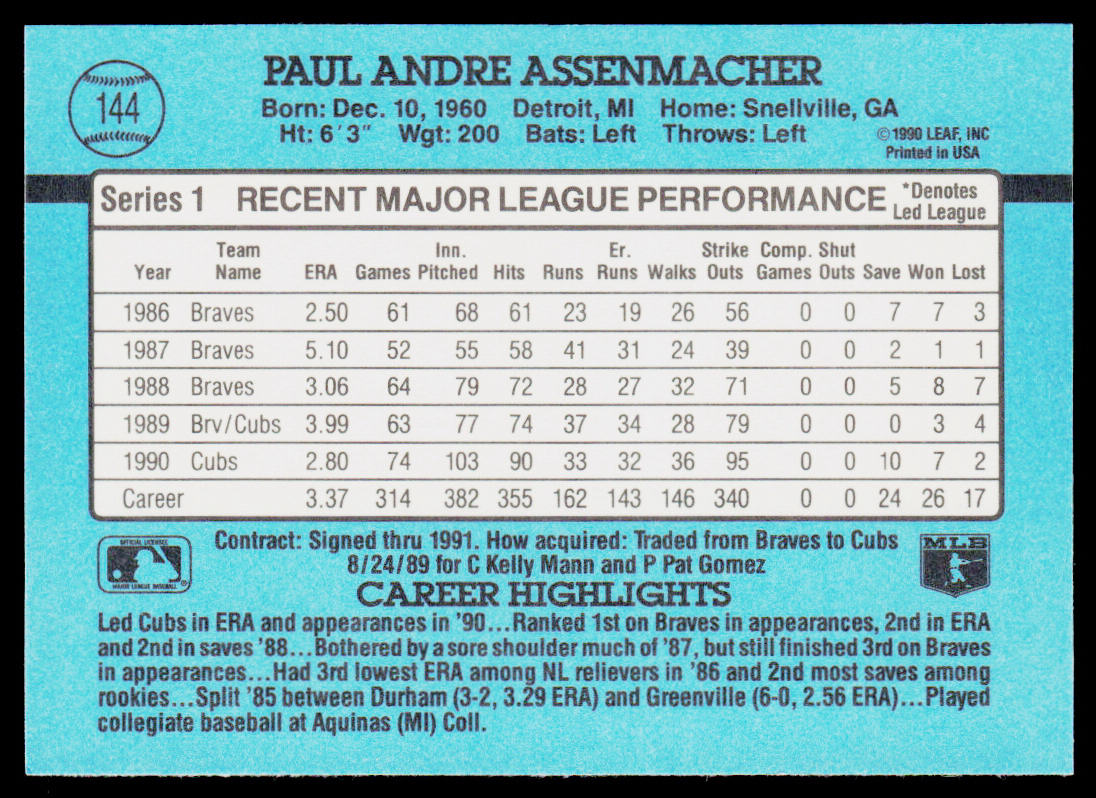 144
PAUL ANDRE ASSENMACHER
Born: Dec. 10, 1960 Detroit, MI Home: Snellville, GA
Ht: 6'3" Wgt: 200 Bats: Left Throws: Left
©1990 LEAF, INC
Printed in USA
Series 1 RECENT MAJOR LEAGUE PERFORMANCE *Denotes Led League
Year Team Name ERA Games Inn. Pitched Hits Runs Er. Runs Walks Strike Outs Comp. Games Shut Outs Save Won Lost
1986 Braves 2.50 61 68 61 23 19 26 56 0 0 7 7 3
1987 Braves 5.10 52 55 58 41 31 24 39 0 0 2 1 1
1988 Braves 3.06 64 79 72 28 27 32 71 0 0 5 8 7
1989 Brv/Cubs 3.99 63 77 74 37 34 28 79 0 0 0 3 4
1990 Cubs 2.80 74 103 90 33 32 36 95 0 0 10 7 2
Career 3.37 314 382 355 162 143 146 340 0 0 24 26 17
OFFICIAL LICENSEE
MAJOR LEAGUE BASEBALL ®
Contract: Signed thru 1991. How acquired: Traded from Braves to Cubs
8/24/89 for C Kelly Mann and P Pat Gomez
MLB
CAREER HIGHLIGHTS
Led Cubs in ERA and appearances in '90...Ranked 1st on Braves in appearances, 2nd in ERA
and 2nd in saves '88...Bothered by a sore shoulder much of '87, but still finished 3rd on Braves
in appearances...Had 3rd lowest ERA among NL relievers in '86 and 2nd most saves among
rookies...Split '85 between Durham (3-2, 3.29 ERA) and Greenville (6-0, 2.56 ERA)...Played
collegiate baseball at Aquinas (MI) Coll.